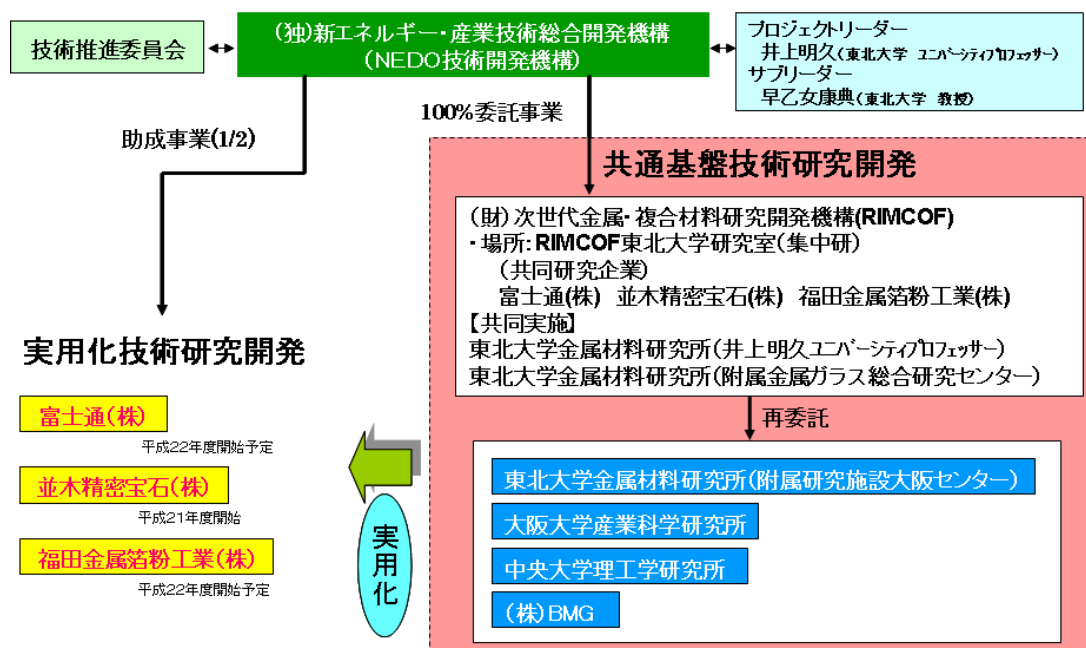 技術推進委員会
(独)新エネルギー・産業技術総合開発機構
(NEDO技術開発機構)
プロジェクトリーダー
井上明久(東北大学 ユニバーシティプロフェッサー)
サブリーダー
早乙女康典(東北大学 教授)
100%委託事業
助成事業(1/2)
共通基盤技術研究開発
(財)次世代金属・複合材料研究開発機構(RIMCOF)
・場所:RIMCOF東北大学研究室(集中研)
(共同研究企業)
富士通(株) 並木精密宝石(株) 福田金属箔粉工業(株)
【共同実施】
東北大学金属材料研究所(井上明久ユニバーシティプロフェッサー)
東北大学金属材料研究所(附属金属ガラス総合研究センター)
再委託
東北大学金属材料研究所(附属研究施設大阪センター)
大阪大学産業科学研究所
中央大学理工学研究所
(株)BMG
実用化技術研究開発
富士通(株)
平成22年度開始予定
並木精密宝石(株)
平成21年度開始
福田金属箔粉工業(株)
平成22年度開始予定
実用化